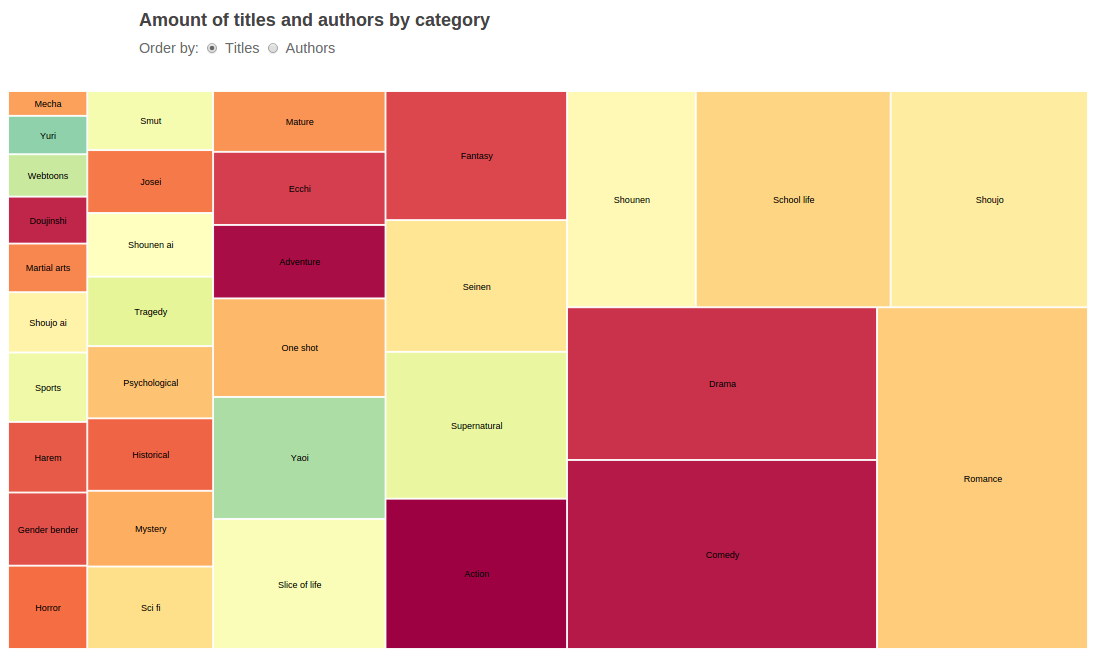 Amount of titles and authors by category
Order by: Titles Authors
Mecha
Yuri
Webtoons
Doujinshi
Martial arts
Shoujo ai
Sports
Harem
Gender bender
Horror
Smut
Josei
Shounen ai
Tragedy
Psychological
Historical
Mystery
Sci fi
Mature
Ecchi
Adventure
One shot
Yaoi
Slice of life
Fantasy
Seinen
Supernatural
Action
Shounen
School life
Shoujo
Drama
Comedy
Romance